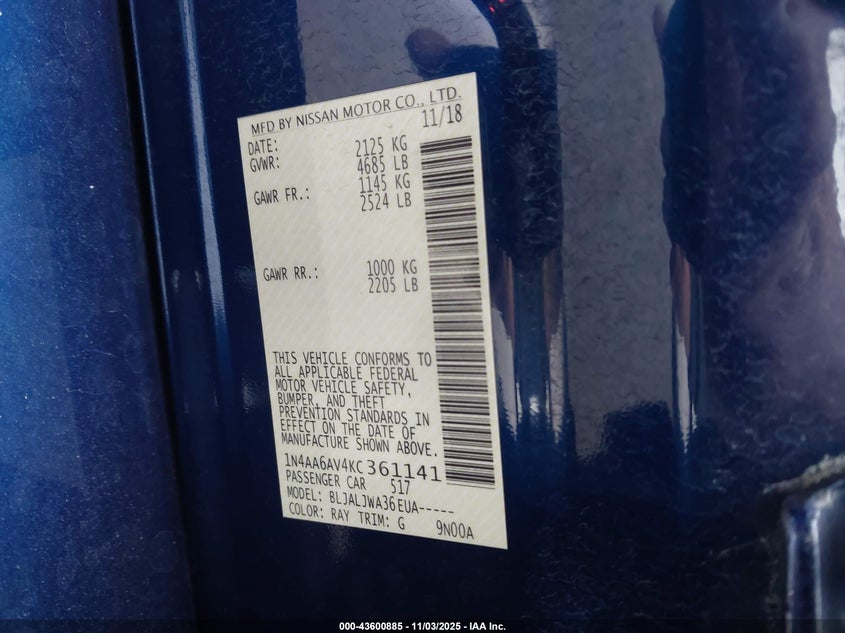 MFD BY NISSAN MOTOR CO., LTD.
DATE: 11/18
GVWR: 2125 KG
4685 LB
GAWR FR.: 1145 KG
2524 LB
GAWR RR.: 1000 KG
2205 LB
THIS VEHICLE CONFORMS TO
ALL APPLICABLE FEDERAL
MOTOR VEHICLE SAFETY,
BUMPER, AND THEFT
PREVENTION STANDARDS IN
EFFECT ON THE DATE OF
MANUFACTURE SHOWN ABOVE.
1N4AA6AV4KC361141
PASSENGER CAR 517
MODEL: BLJALJWA36EUA-----
COLOR: RAY TRIM: G 9N00A
000-43600885 - 11/03/2025 - IAA Inc.